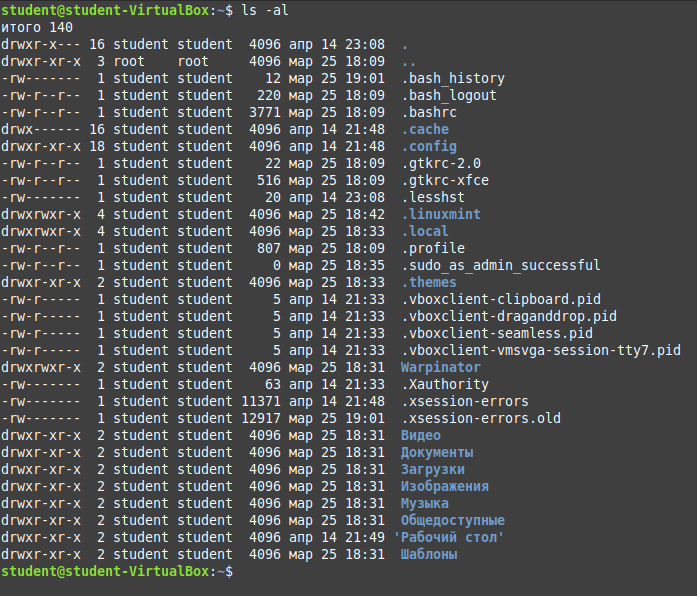 student@student-VirtualBox:~$ ls -al
итого 140
drwxr-x--- 16 student student  4096 апр 14 23:08  .
drwxr-xr-x  3 root    root     4096 мар 25 18:09  ..
-rw-------  1 student student    12 мар 25 19:01  .bash_history
-rw-r--r--  1 student student   220 мар 25 18:09  .bash_logout
-rw-r--r--  1 student student  3771 мар 25 18:09  .bashrc
drwx------ 16 student student  4096 апр 14 21:48  .cache
drwxr-xr-x 18 student student  4096 апр 14 21:48  .config
-rw-r--r--  1 student student    22 мар 25 18:09  .gtkrc-2.0
-rw-r--r--  1 student student   516 мар 25 18:09  .gtkrc-xfce
-rw-------  1 student student    20 апр 14 23:08  .lesshst
drwxrwxr-x  4 student student  4096 мар 25 18:42  .linuxmint
drwxrwxr-x  4 student student  4096 мар 25 18:33  .local
-rw-r--r--  1 student student   807 мар 25 18:09  .profile
-rw-r--r--  1 student student     0 мар 25 18:35  .sudo_as_admin_successful
drwxr-xr-x  2 student student  4096 мар 25 18:33  .themes
-rw-r-----  1 student student     5 апр 14 21:33  .vboxclient-clipboard.pid
-rw-r-----  1 student student     5 апр 14 21:33  .vboxclient-draganddrop.pid
-rw-r-----  1 student student     5 апр 14 21:33  .vboxclient-seamless.pid
-rw-r-----  1 student student     5 апр 14 21:33  .vboxclient-vmsvga-session-tty7.pid
drwxrwxr-x  2 student student  4096 мар 25 18:31  Warpinator
-rw-------  1 student student    63 апр 14 21:33  .Xauthority
-rw-------  1 student student 11371 апр 14 21:48  .xsession-errors
-rw-------  1 student student 12917 мар 25 19:01  .xsession-errors.old
drwxr-xr-x  2 student student  4096 мар 25 18:31  Видео
drwxr-xr-x  2 student student  4096 мар 25 18:31  Документы
drwxr-xr-x  2 student student  4096 мар 25 18:31  Загрузки
drwxr-xr-x  2 student student  4096 мар 25 18:31  Изображения
drwxr-xr-x  2 student student  4096 мар 25 18:31  Музыка
drwxr-xr-x  2 student student  4096 мар 25 18:31  Общедоступные
drwxr-xr-x  2 student student  4096 апр 14 21:49 'Рабочий стол'
drwxr-xr-x  2 student student  4096 мар 25 18:31  Шаблоны
student@student-VirtualBox:~$